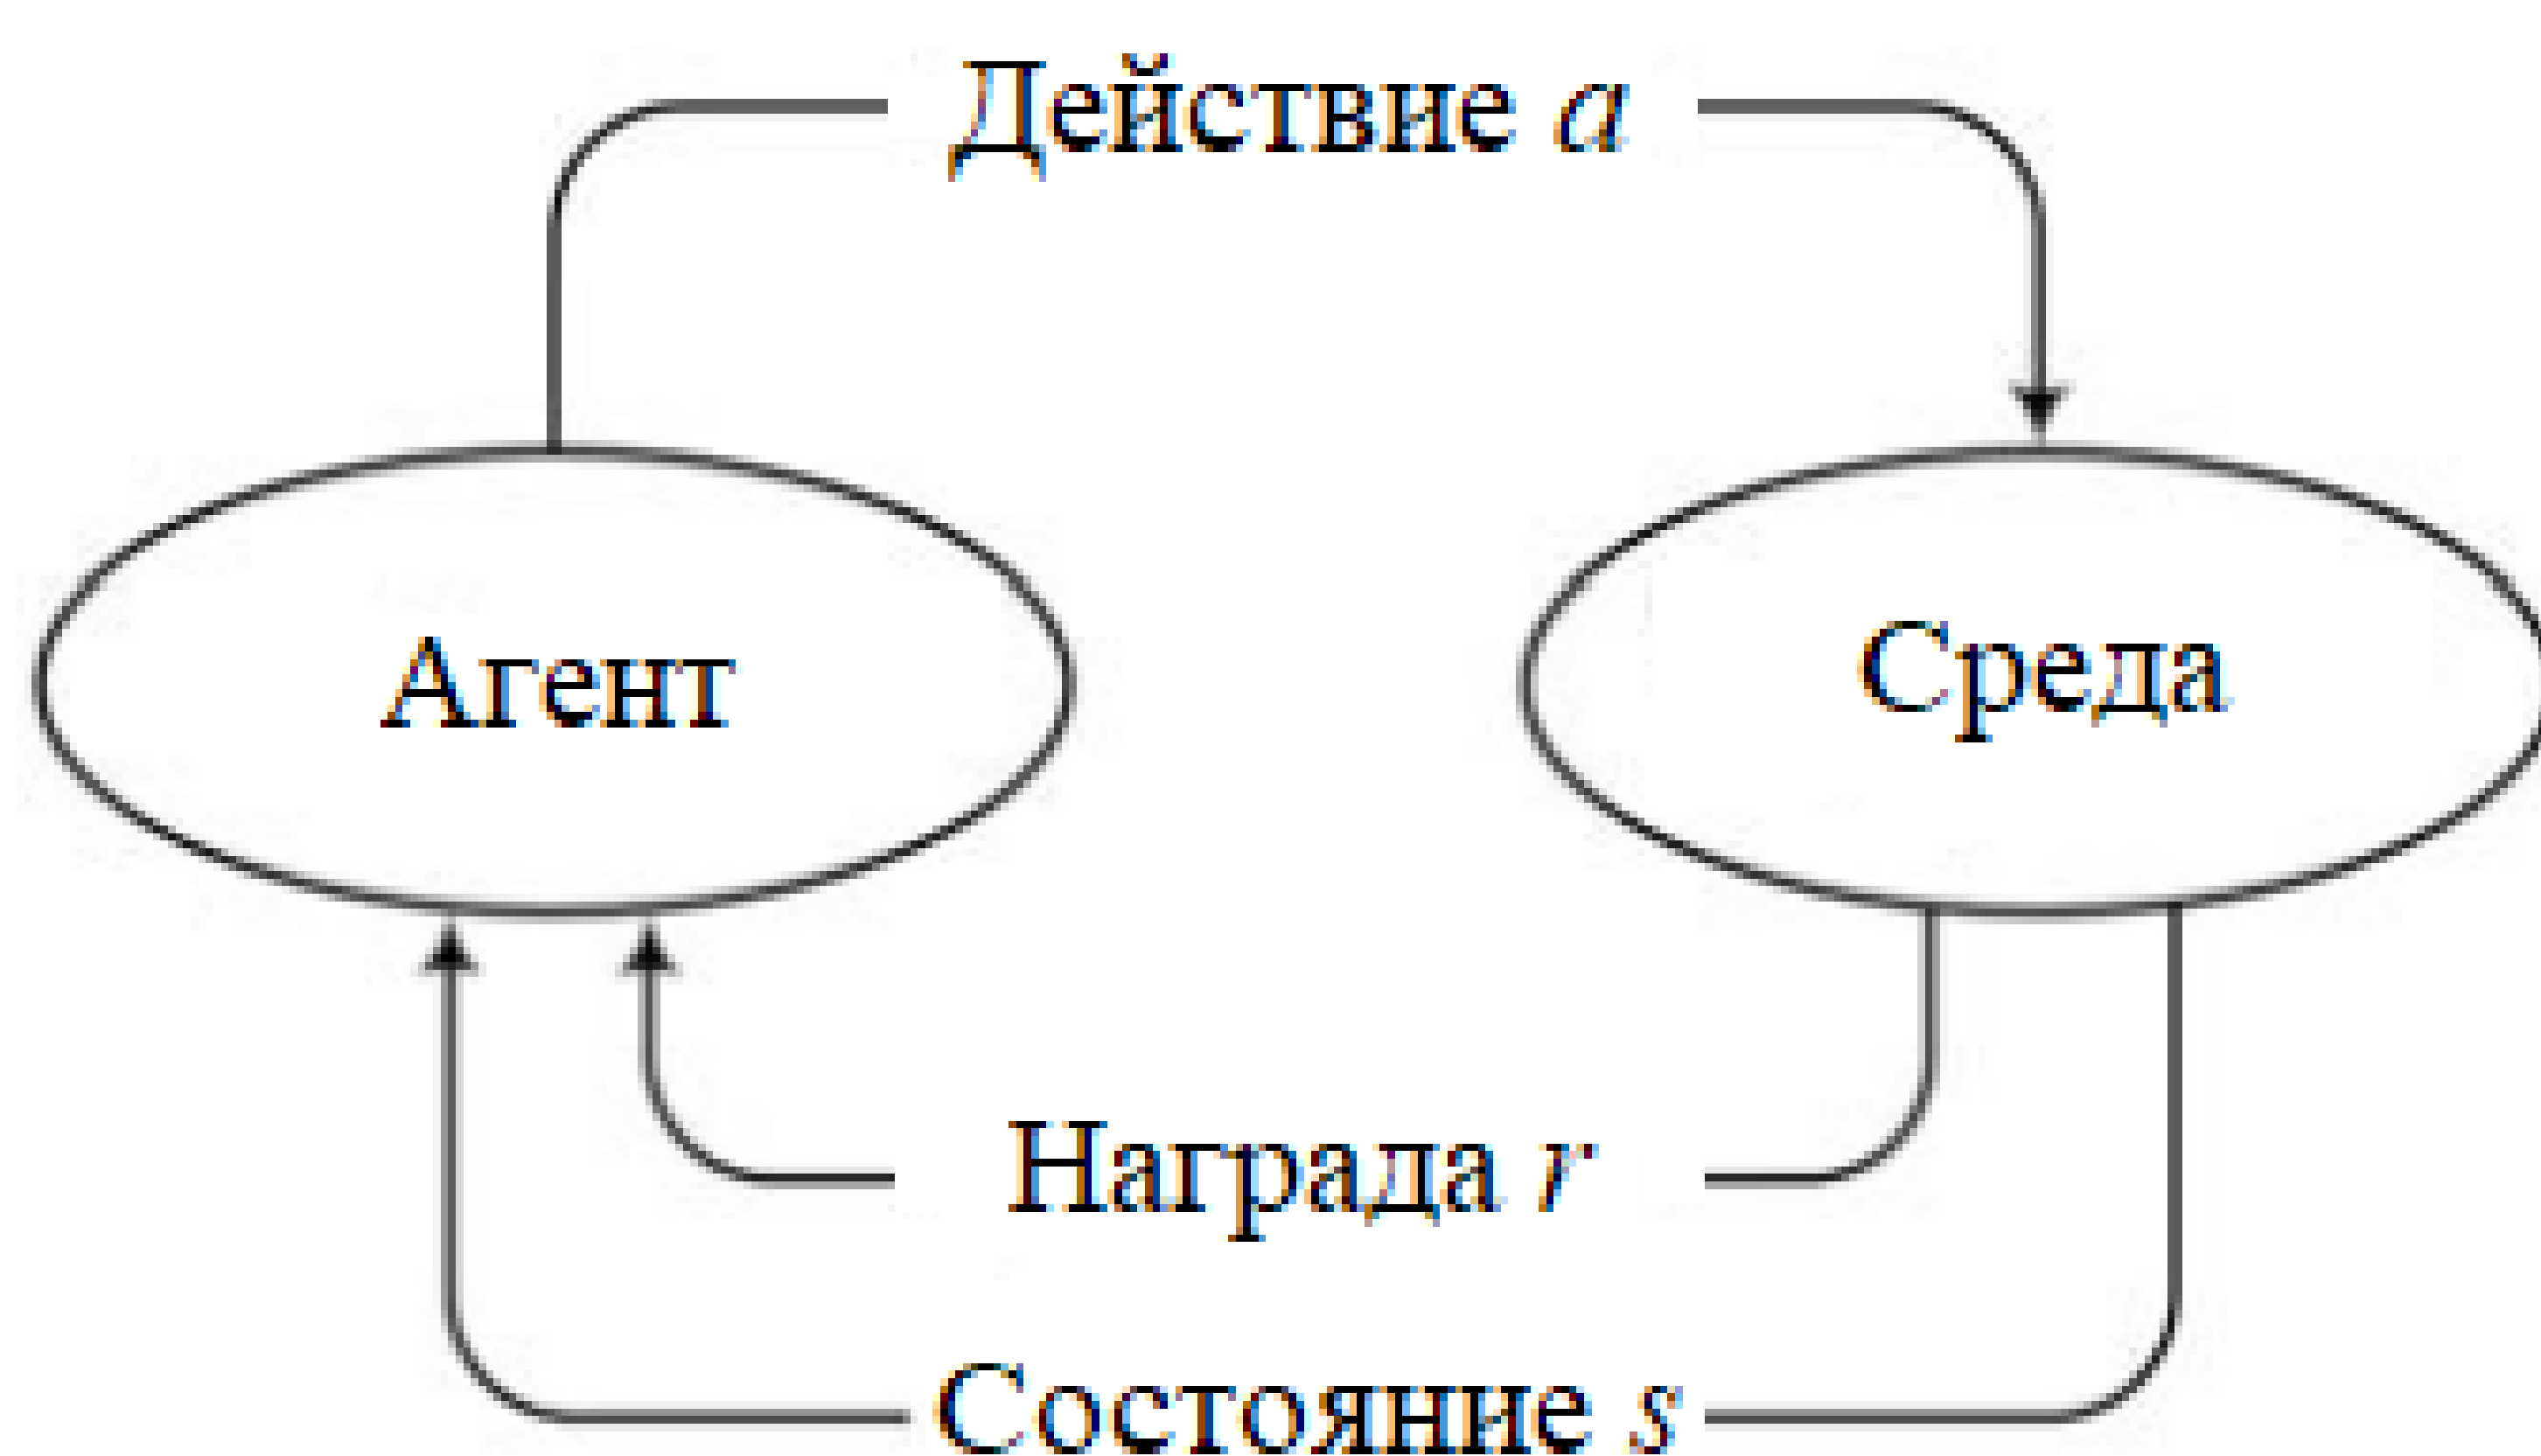 Действие a
Агент
Среда
Награда r
Состояние s